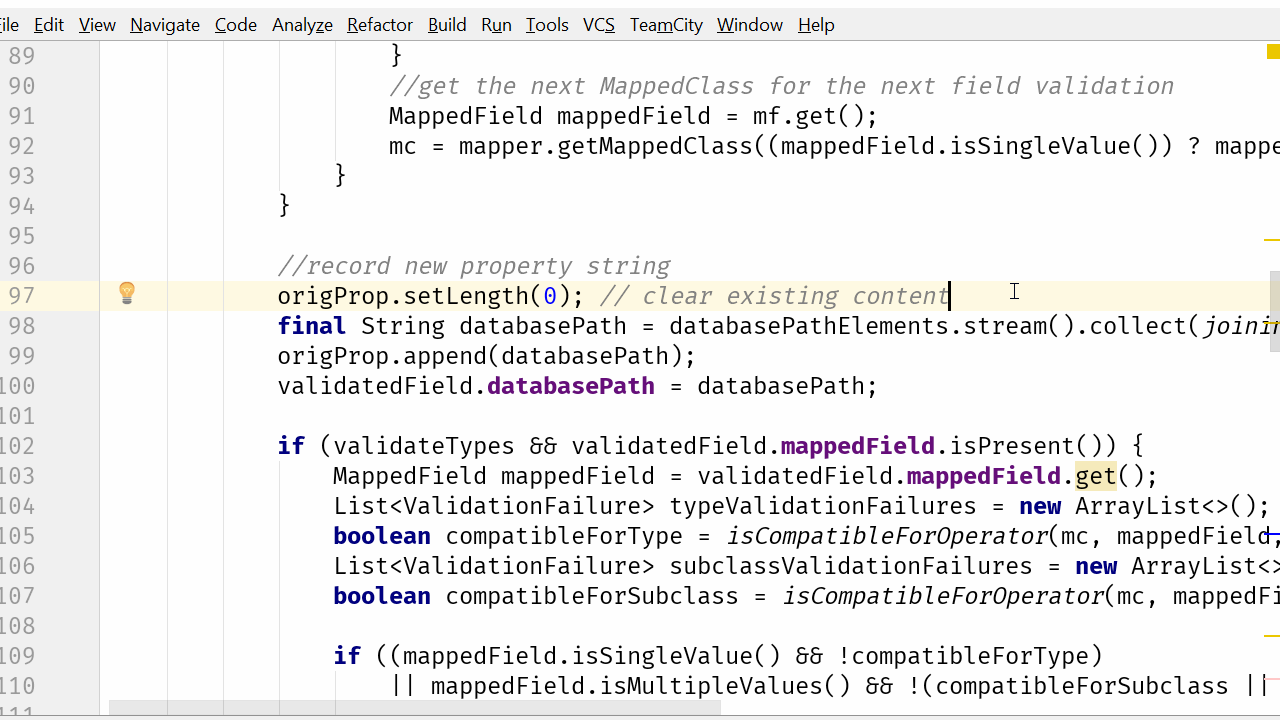 ile Edit View Navigate Code Analyze Refactor Build Run Tools VCS TeamCity Window Help
89 }
90 //get the next MappedClass for the next field validation
91 MappedField mappedField = mf.get();
92 mc = mapper.getMappedClass((mappedField.isSingleValue()) ? mappe
93 }
94 }
95
96 //record new property string
97 origProp.setLength(0); // clear existing content
98 final String databasePath = databasePathElements.stream().collect(joinin
99 origProp.append(databasePath);
100 validatedField.databasePath = databasePath;
101
102 if (validateTypes && validatedField.mappedField.isPresent()) {
103 MappedField mappedField = validatedField.mappedField.get();
104 List<ValidationFailure> typeValidationFailures = new ArrayList<>();
105 boolean compatibleForType = isCompatibleForOperator(mc, mappedField,
106 List<ValidationFailure> subclassValidationFailures = new ArrayList<>
107 boolean compatibleForSubclass = isCompatibleForOperator(mc, mappedFi
108
109 if ((mappedField.isSingleValue() && !compatibleForType)
110 || mappedField.isMultipleValues() && !(compatibleForSubclass ||
111